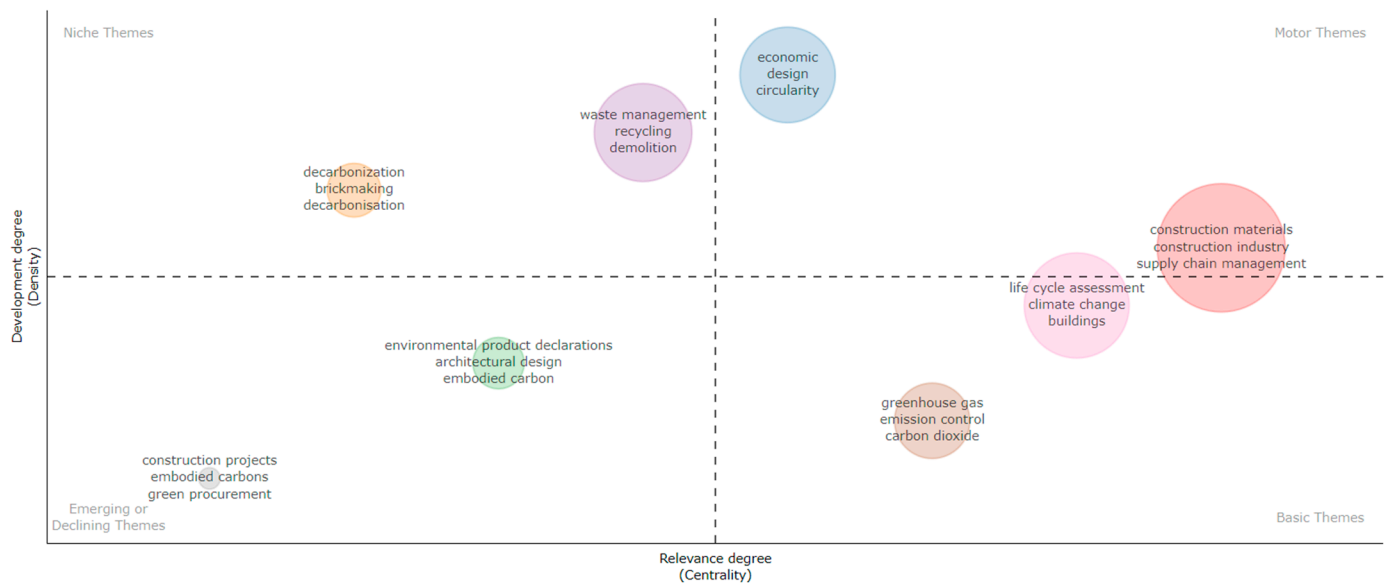 Niche Themes
Motor Themes
economic
design
circularity
waste management
recycling
demolition
decarbonization
brickmaking
decarbonisation
construction materials
construction industry
supply chain management
life cycle assessment
climate change
buildings
environmental product declarations
architectural design
embodied carbon
greenhouse gas
emission control
carbon dioxide
construction projects
embodied carbons
green procurement
Emerging or
Declining Themes
Basic Themes
Development degree
(Density)
Relevance degree
(Centrality)